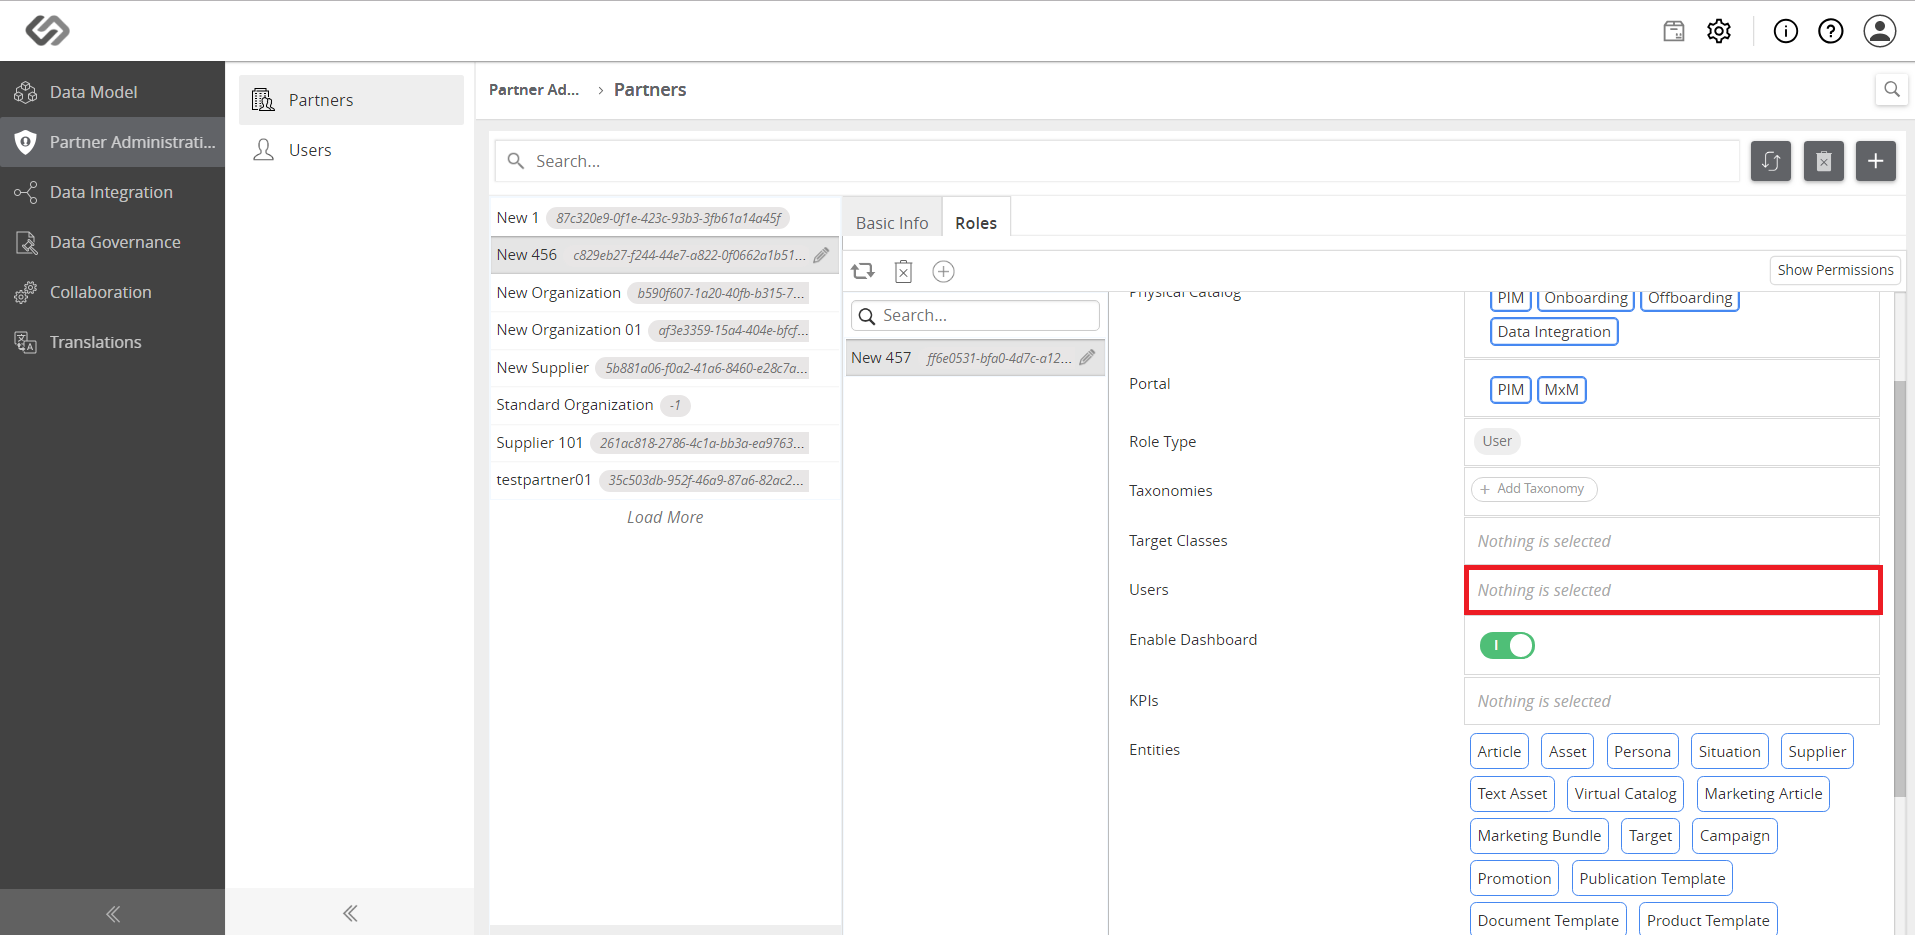 Data Model
Partner Administrati...
Data Integration
Data Governance
Collaboration
Translations
Partners
Users
Partner Ad... › Partners
Search...
New 1 87c320e9-0f1e-423c-93b3-3fb61a14a45f
New 456 c829eb27-f244-44e7-a822-0f0662a1b51...
New Organization b590f607-1a20-40fb-b315-7...
New Organization 01 af3e3359-15a4-404e-bfcf...
New Supplier 5b881a06-f0a2-41a6-8460-e28c7a...
Standard Organization -1
Supplier 101 261ac818-2786-4c1a-bb3a-ea9763...
testpartner01 35c503db-952f-46a9-87a6-82ac2...
Load More
Basic Info Roles
Show Permissions
Search...
New 457 ff6e0531-bfa0-4d7c-a12...
Physical Catalog PIM Onboarding Offboarding
Data Integration
Portal PIM MxM
Role Type User
Taxonomies + Add Taxonomy
Target Classes Nothing is selected
Users Nothing is selected
Enable Dashboard
KPIs Nothing is selected
Entities Article Asset Persona Situation Supplier
Text Asset Virtual Catalog Marketing Article
Marketing Bundle Target Campaign
Promotion Publication Template
Document Template Product Template